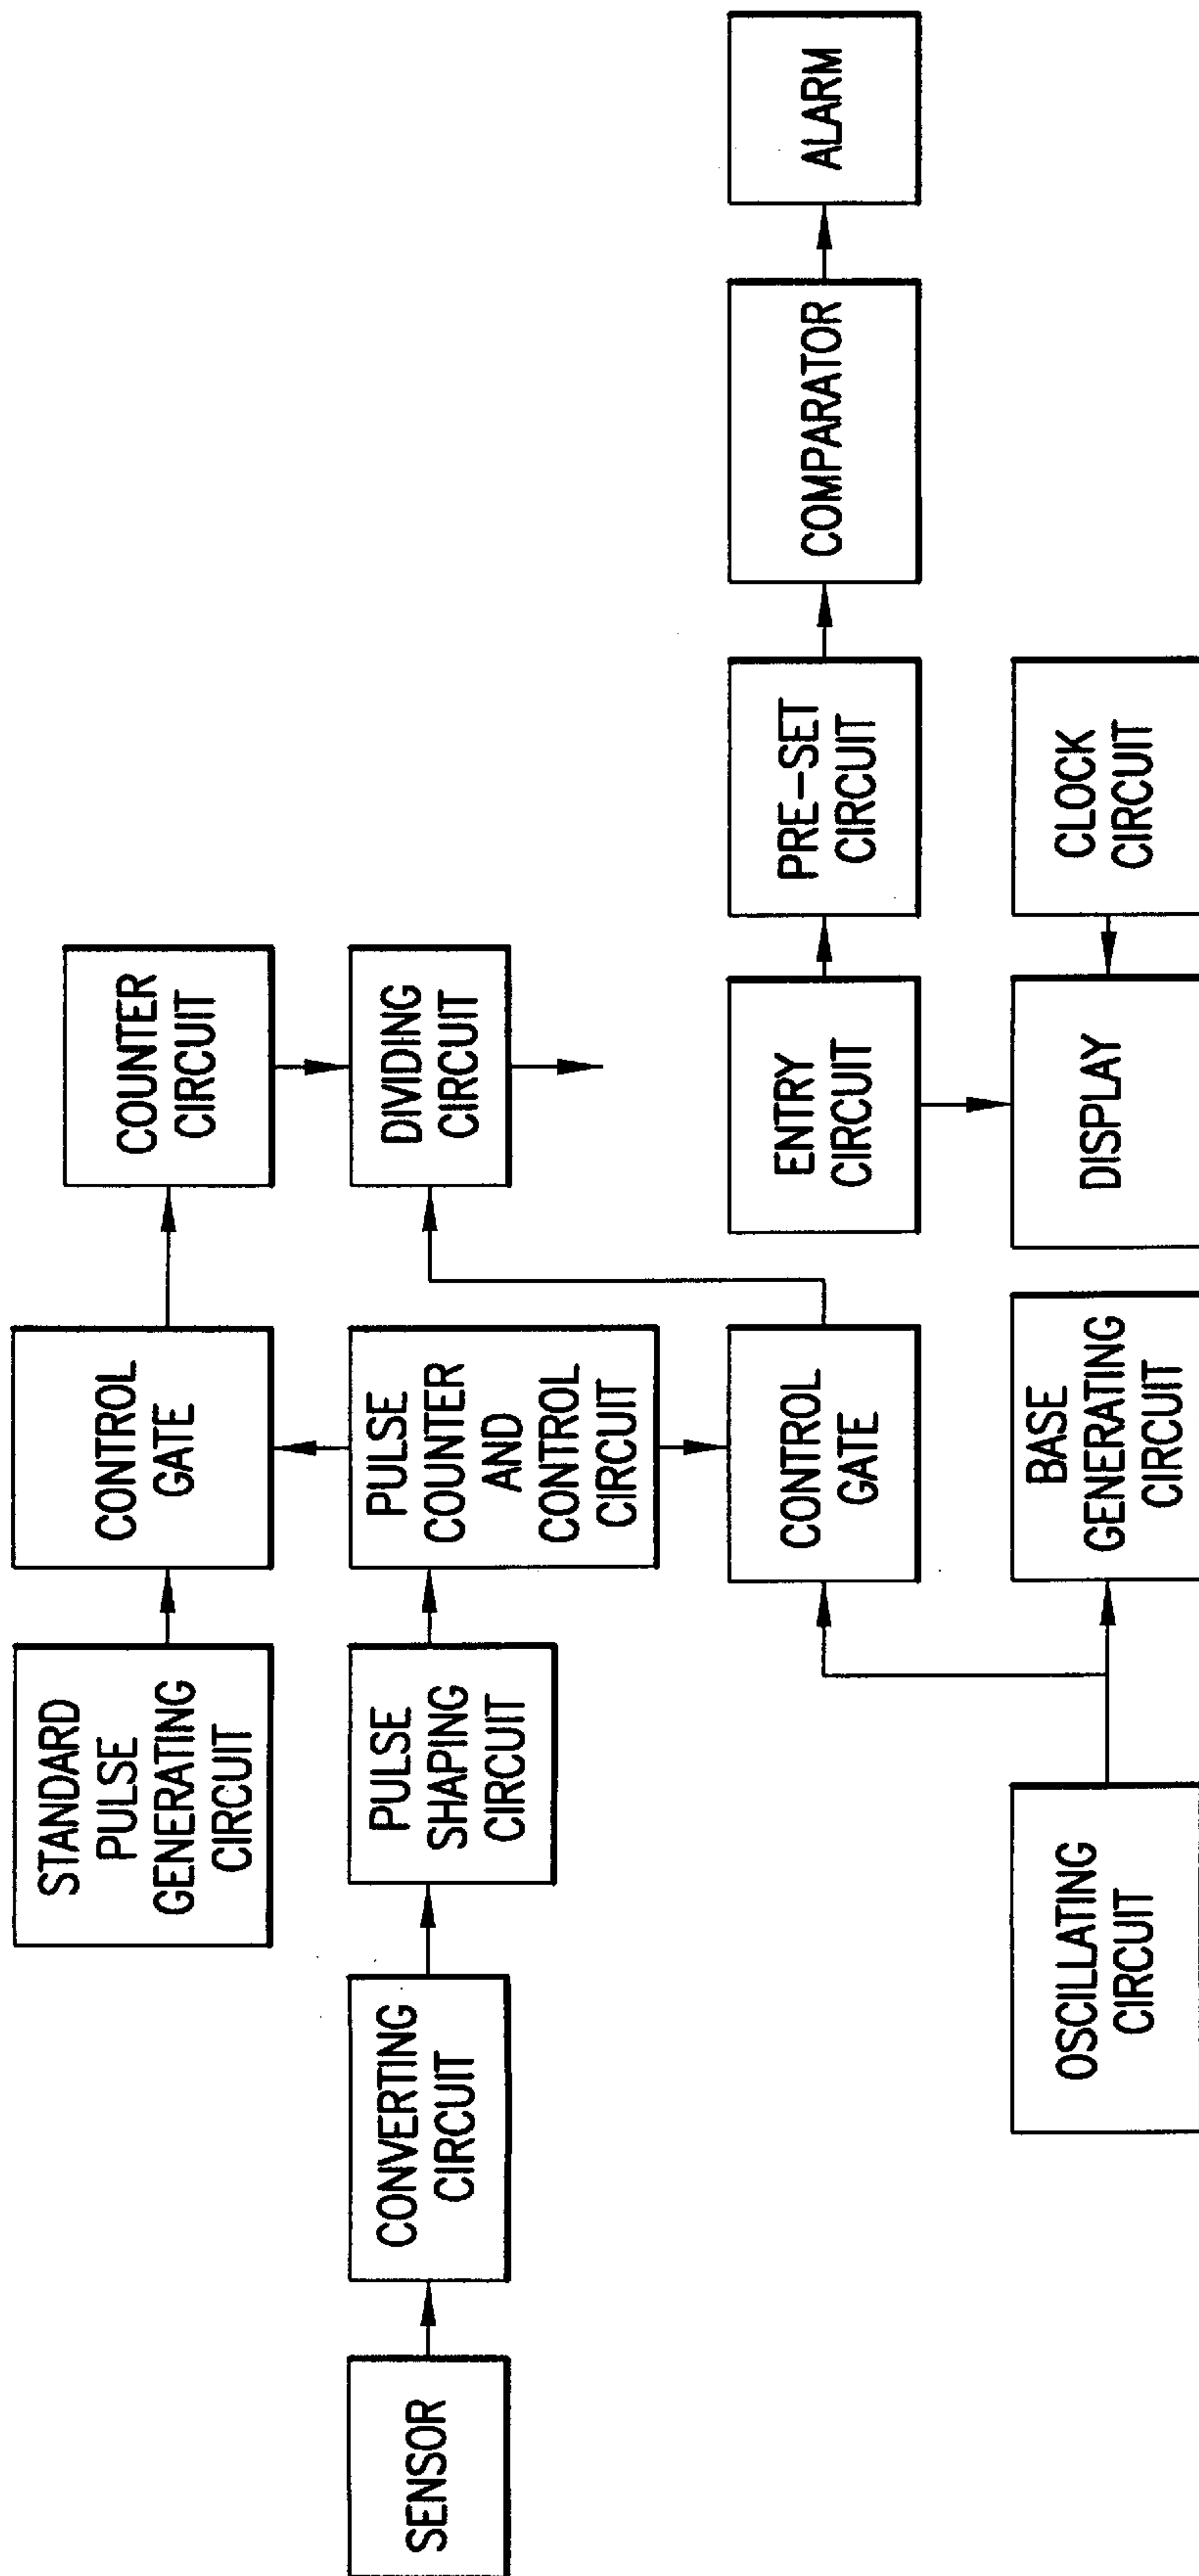 STANDARD
PULSE
GENERATING
CIRCUIT
CONTROL
GATE
COUNTER
CIRCUIT
SENSOR
CONVERTING
CIRCUIT
PULSE
SHAPING
CIRCUIT
PULSE
COUNTER
AND
CONTROL
CIRCUIT
DIVIDING
CIRCUIT
CONTROL
GATE
ENTRY
CIRCUIT
PRE-SET
CIRCUIT
COMPARATOR
ALARM
OSCILLATING
CIRCUIT
BASE
GENERATING
CIRCUIT
DISPLAY
CLOCK
CIRCUIT